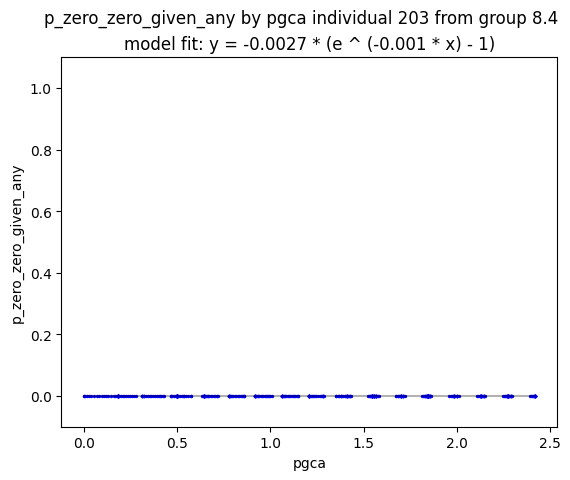 p_zero_zero_given_any by pgca individual 203 from group 8.4
model fit: y = -0.0027 * (e ^ (-0.001 * x) - 1)
1.0
0.8
0.6
0.4
0.2
0.0
p_zero_zero_given_any
0.0 0.5 1.0 1.5 2.0 2.5
pgca